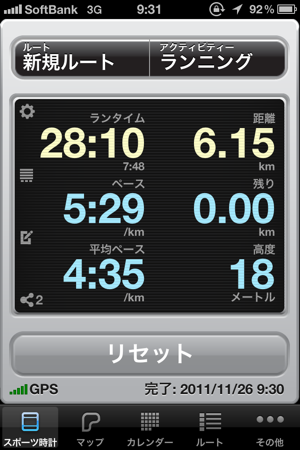 SoftBank 3G 9:31 92%
ルート アクティビティー
新規ルート ランニング
ランタイム 距離
28:10 6.15
7:48 km
ペース 残り
5:29 0.00
/km km
平均ペース 高度
4:35 18
/km メートル
2
リセット
GPS 完了: 2011/11/26 9:30
スポーツ時計 マップ カレンダー ルート その他